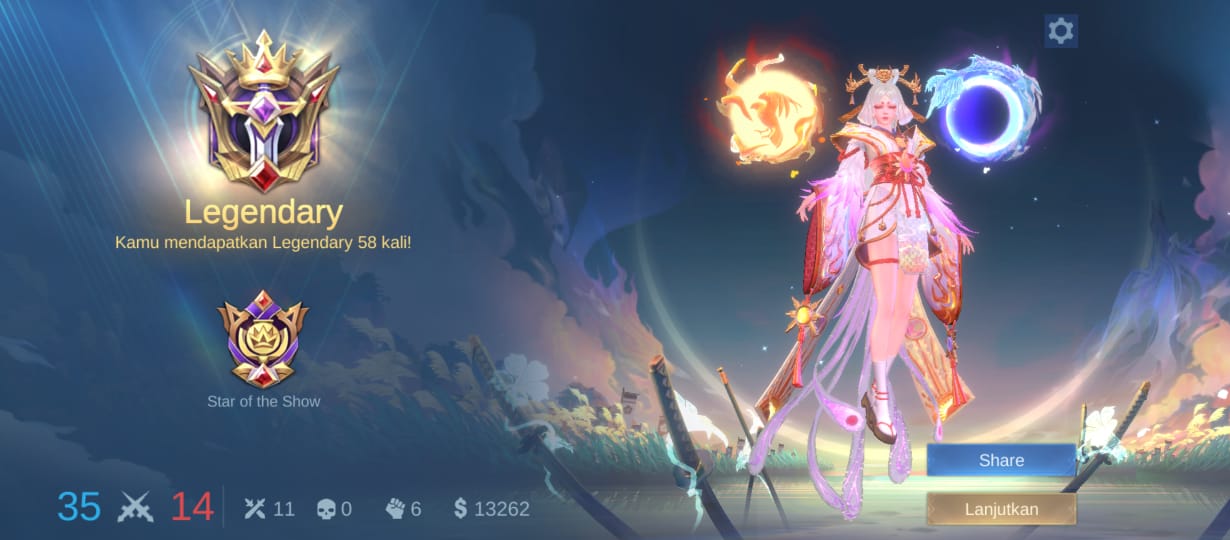 Legendary
Kamu mendapatkan Legendary 58 kali!
Star of the Show
35 14 11 0 6 $ 13262
Share
Lanjutkan